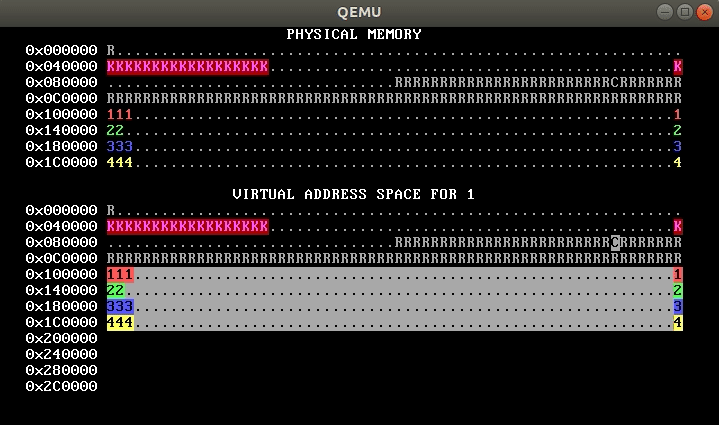 QEMU
PHYSICAL MEMORY
0x000000 R...............................................................
0x040000 KKKKKKKKKKKKKKKKKK.............................................K
0x080000 ................................RRRRRRRRRRRRRRRRRRRRRRRRCRRRRRRR
0x0C0000 RRRRRRRRRRRRRRRRRRRRRRRRRRRRRRRRRRRRRRRRRRRRRRRRRRRRRRRRRRRRRRRR
0x100000 111............................................................1
0x140000 22.............................................................2
0x180000 333............................................................3
0x1C0000 444............................................................4
VIRTUAL ADDRESS SPACE FOR 1
0x000000 R...............................................................
0x040000 KKKKKKKKKKKKKKKKKK.............................................K
0x080000 ................................RRRRRRRRRRRRRRRRRRRRRRRRCRRRRRRR
0x0C0000 RRRRRRRRRRRRRRRRRRRRRRRRRRRRRRRRRRRRRRRRRRRRRRRRRRRRRRRRRRRRRRRR
0x100000 111............................................................1
0x140000 22.............................................................2
0x180000 333............................................................3
0x1C0000 444............................................................4
0x200000
0x240000
0x280000
0x2C0000